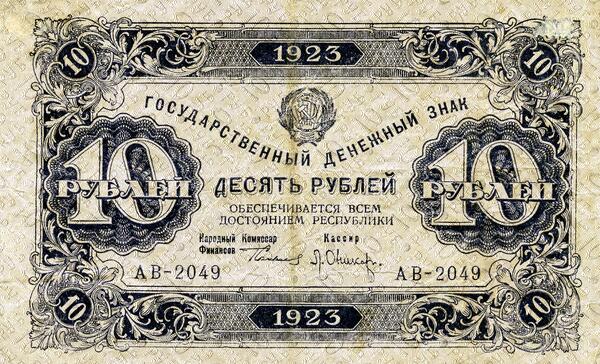 10 1923 10
ГОСУДАРСТВЕННЫЙ ДЕНЕЖНЫЙ ЗНАК
10 РУБЛЕЙ
ДЕСЯТЬ РУБЛЕЙ
10 РУБЛЕЙ
ОБЕСПЕЧИВАЕТСЯ ВСЕМ
ДОСТОЯНИЕМ РЕСПУБЛИКИ
Народный Комиссар
Финансов
Кассир
АВ-2049 АВ-2049
10 1923 10